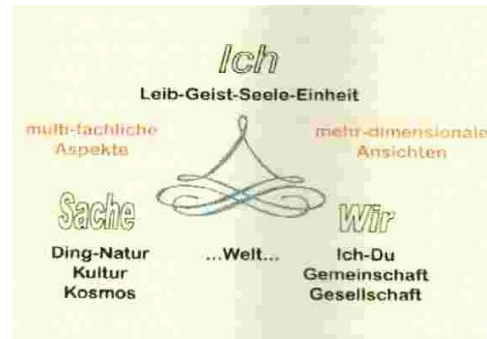 Ich
Leib-Geist-Seele-Einheit
multi-fachliche
Aspekte
mehr-dimensionale
Ansichten
Sache
Wir
Ding-Natur
Kultur
Kosmos
...Welt...
Ich-Du
Gemeinschaft
Gesellschaft